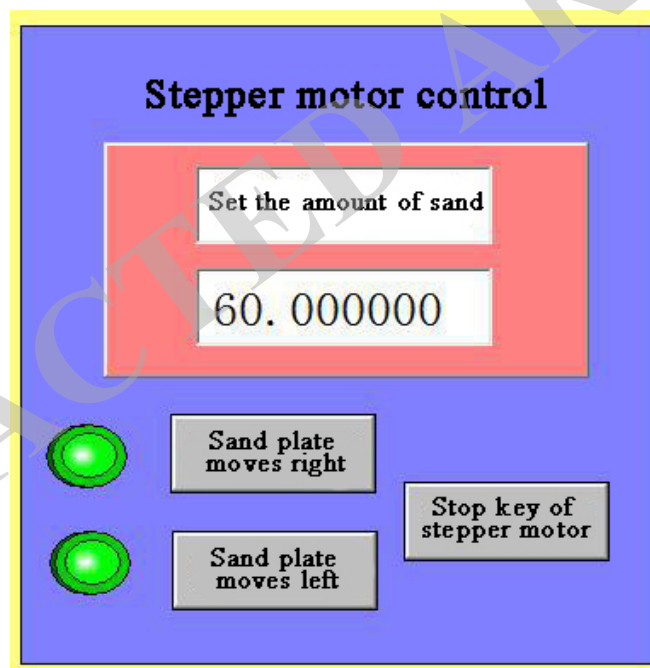 Stepper motor control
Set the amount of sand
60. 000000
Sand plate
moves right
Stop key of
stepper motor
Sand plate
moves left